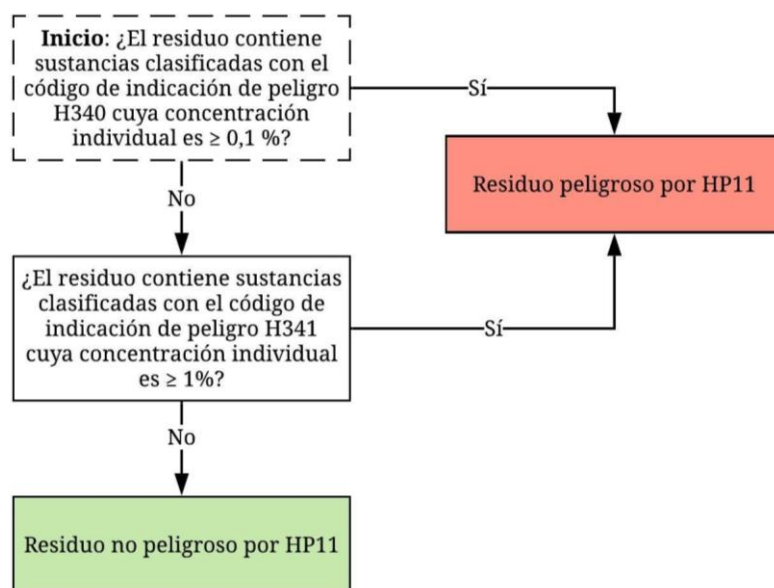 Inicio: ¿El residuo contiene
sustancias clasificadas con el
código de indicación de peligro
H340 cuya concentración
individual es ≥ 0,1 %?
Sí
Residuo peligroso por HP11
No
¿El residuo contiene sustancias
clasificadas con el código de
indicación de peligro H341
cuya concentración individual
es ≥ 1%?
Sí
No
Residuo no peligroso por HP11